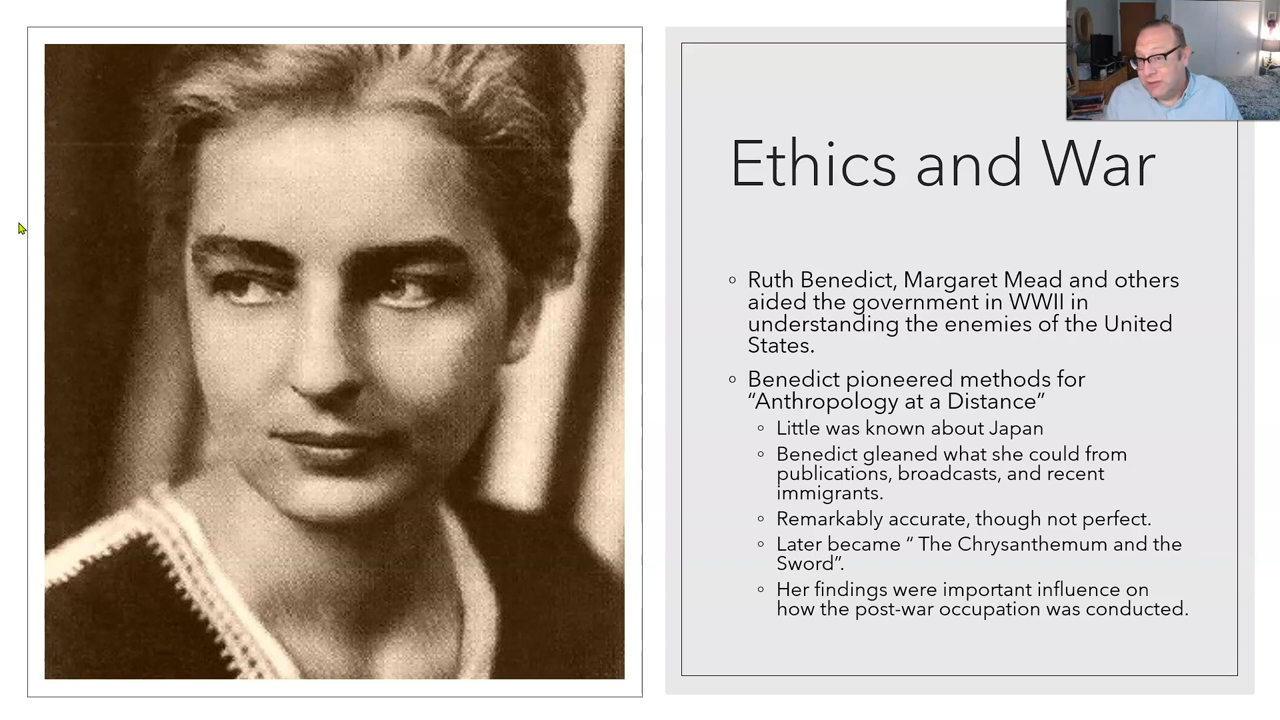 Ethics and War
◦ Ruth Benedict, Margaret Mead and others
aided the government in WWII in
understanding the enemies of the United
States.
◦ Benedict pioneered methods for
“Anthropology at a Distance”
◦ Little was known about Japan
◦ Benedict gleaned what she could from
publications, broadcasts, and recent
immigrants.
◦ Remarkably accurate, though not perfect.
◦ Later became “ The Chrysanthemum and the
Sword”.
◦ Her findings were important influence on
how the post-war occupation was conducted.